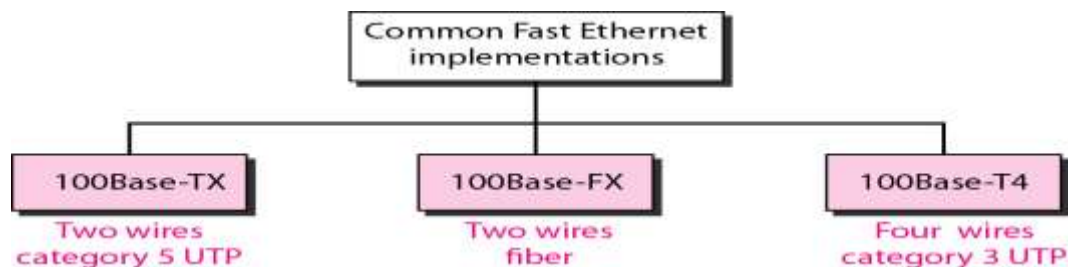 Common Fast Ethernet
implementations
100Base-TX
100Base-FX
100Base-T4
Two wires
category 5 UTP
Two wires
fiber
Four wires
category 3 UTP